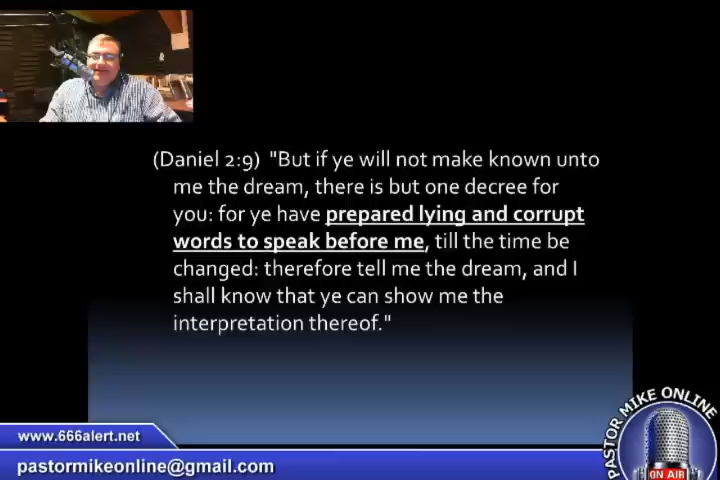 (Daniel 2:9) "But if ye will not make known unto
me the dream, there is but one decree for
you: for ye have prepared lying and corrupt
words to speak before me, till the time be
changed: therefore tell me the dream, and I
shall know that ye can show me the
interpretation thereof."
www.666alert.net
pastormikeonline@gmail.com
PASTOR MIKE ONLINE
ON AIR